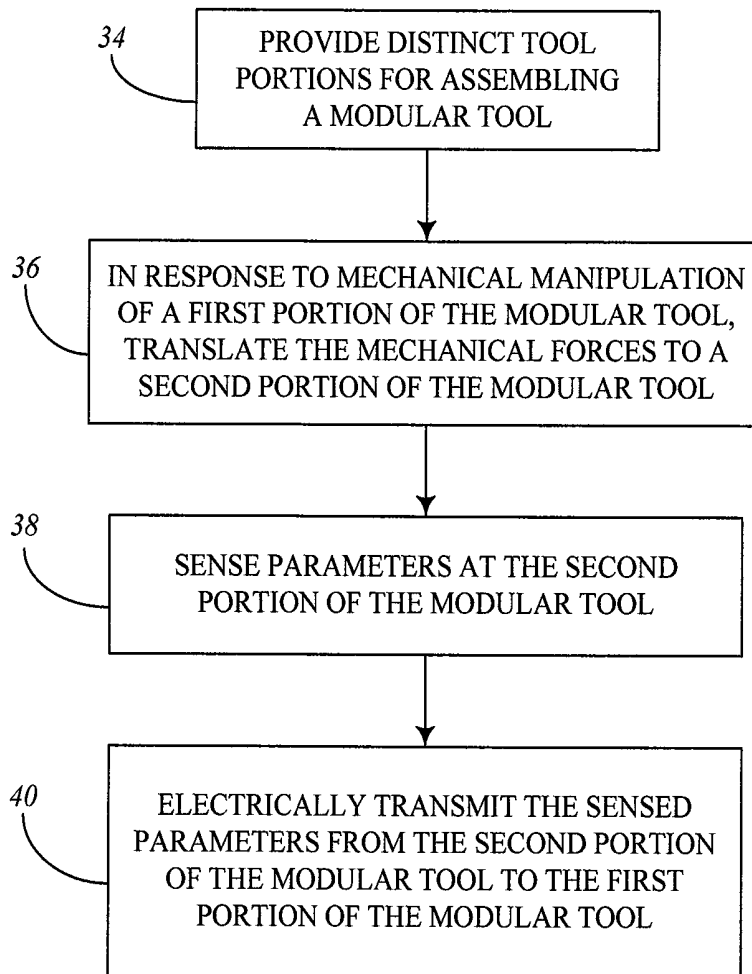 34
PROVIDE DISTINCT TOOL
PORTIONS FOR ASSEMBLING
A MODULAR TOOL
36
IN RESPONSE TO MECHANICAL MANIPULATION
OF A FIRST PORTION OF THE MODULAR TOOL,
TRANSLATE THE MECHANICAL FORCES TO A
SECOND PORTION OF THE MODULAR TOOL
38
SENSE PARAMETERS AT THE SECOND
PORTION OF THE MODULAR TOOL
40
ELECTRICALLY TRANSMIT THE SENSED
PARAMETERS FROM THE SECOND PORTION
OF THE MODULAR TOOL TO THE FIRST
PORTION OF THE MODULAR TOOL